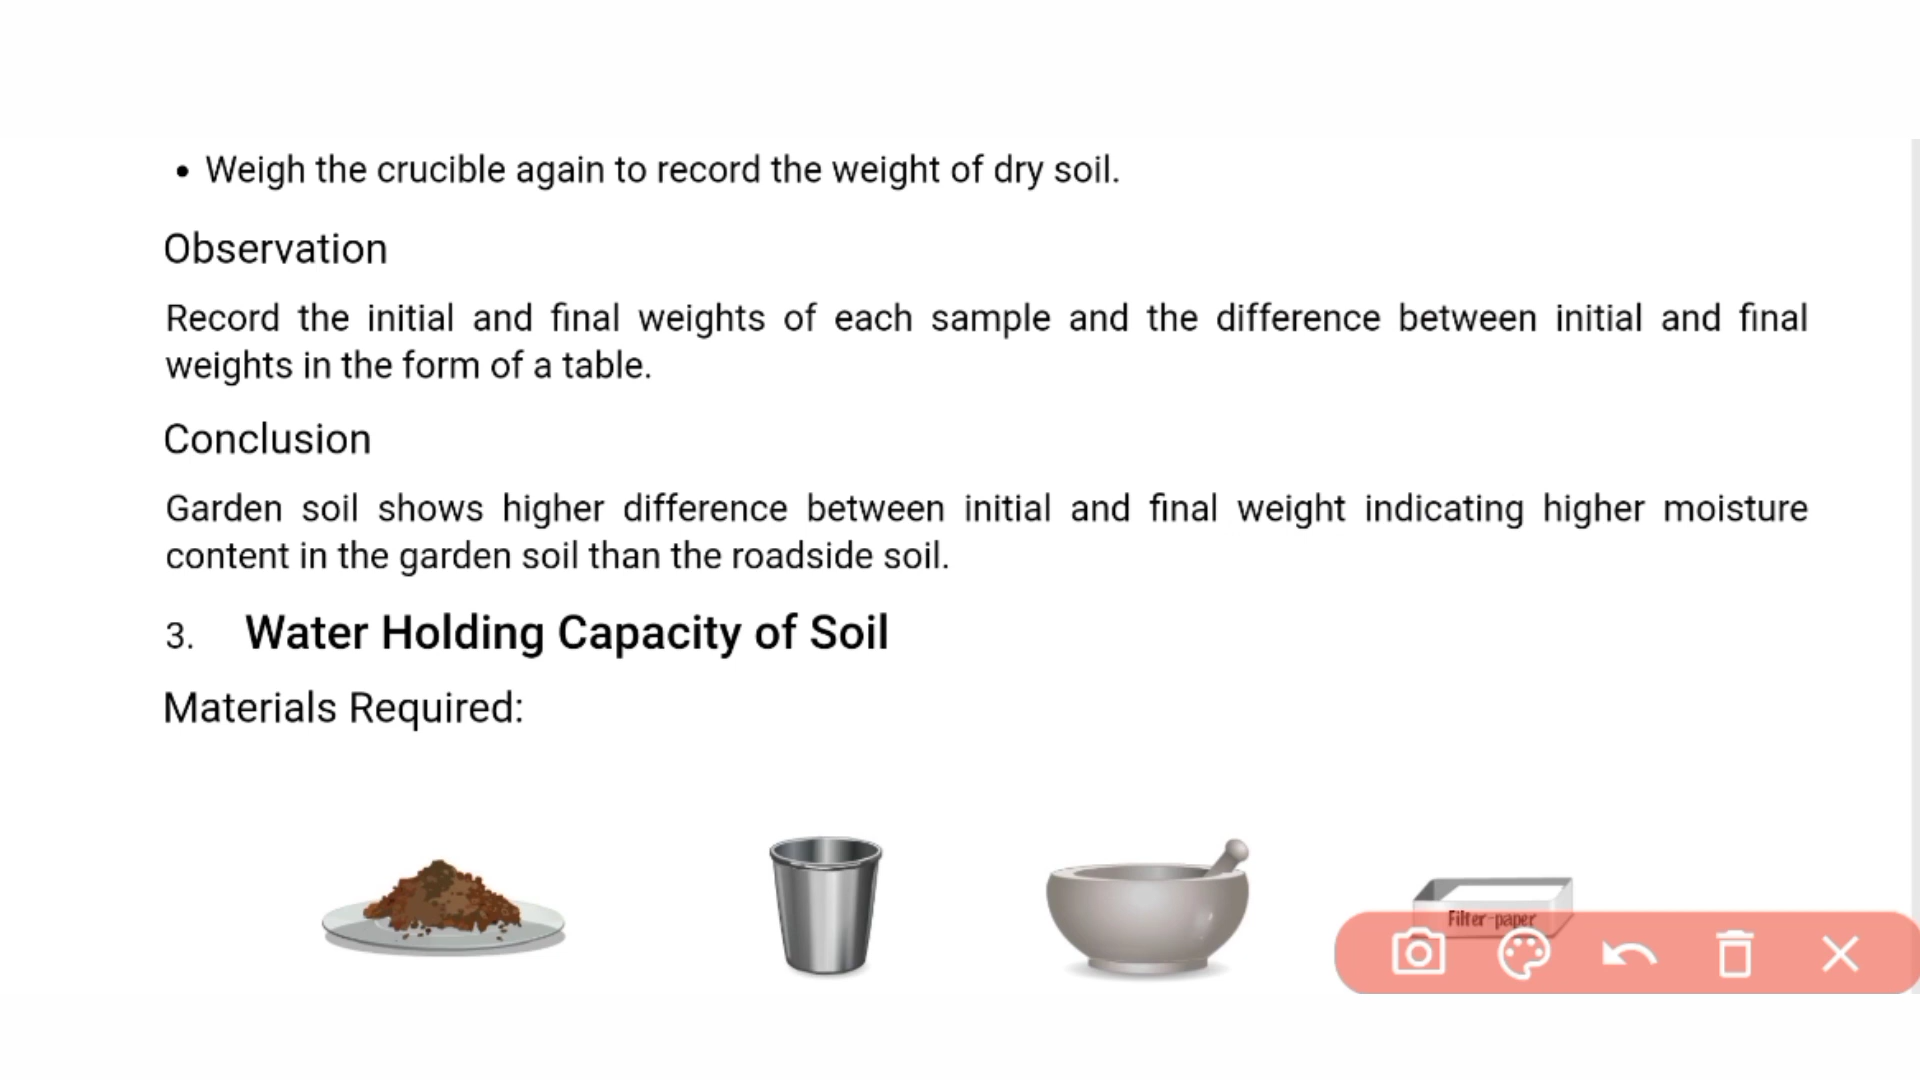 • Weigh the crucible again to record the weight of dry soil.
Observation
Record the initial and final weights of each sample and the difference between initial and final
weights in the form of a table.
Conclusion
Garden soil shows higher difference between initial and final weight indicating higher moisture
content in the garden soil than the roadside soil.
3. Water Holding Capacity of Soil
Materials Required:
Filter-paper